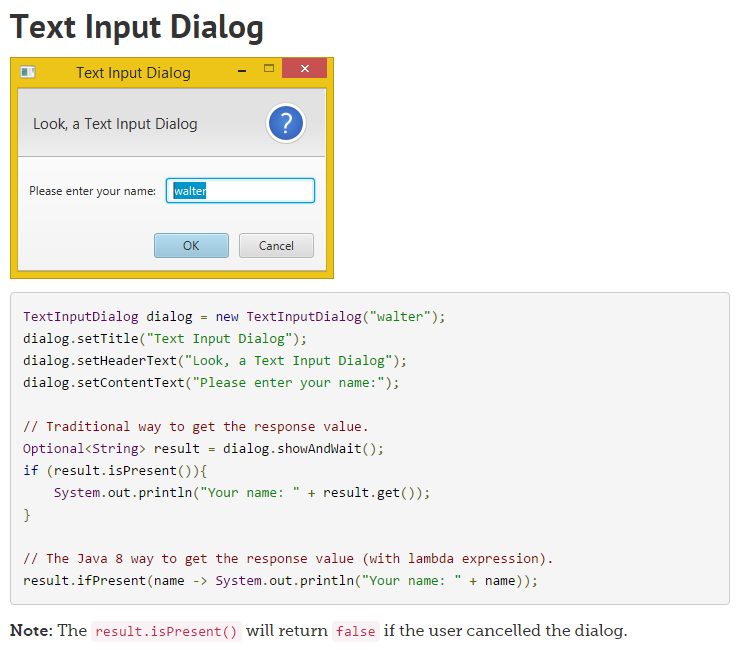 Text Input Dialog
Text Input Dialog
Look, a Text Input Dialog
?
Please enter your name: walter
OK Cancel
TextInputDialog dialog = new TextInputDialog("walter");
dialog.setTitle("Text Input Dialog");
dialog.setHeaderText("Look, a Text Input Dialog");
dialog.setContentText("Please enter your name:");
// Traditional way to get the response value.
Optional<String> result = dialog.showAndWait();
if (result.isPresent()){
    System.out.println("Your name: " + result.get());
}
// The Java 8 way to get the response value (with lambda expression).
result.ifPresent(name -> System.out.println("Your name: " + name));
Note: The result.isPresent() will return false if the user cancelled the dialog.